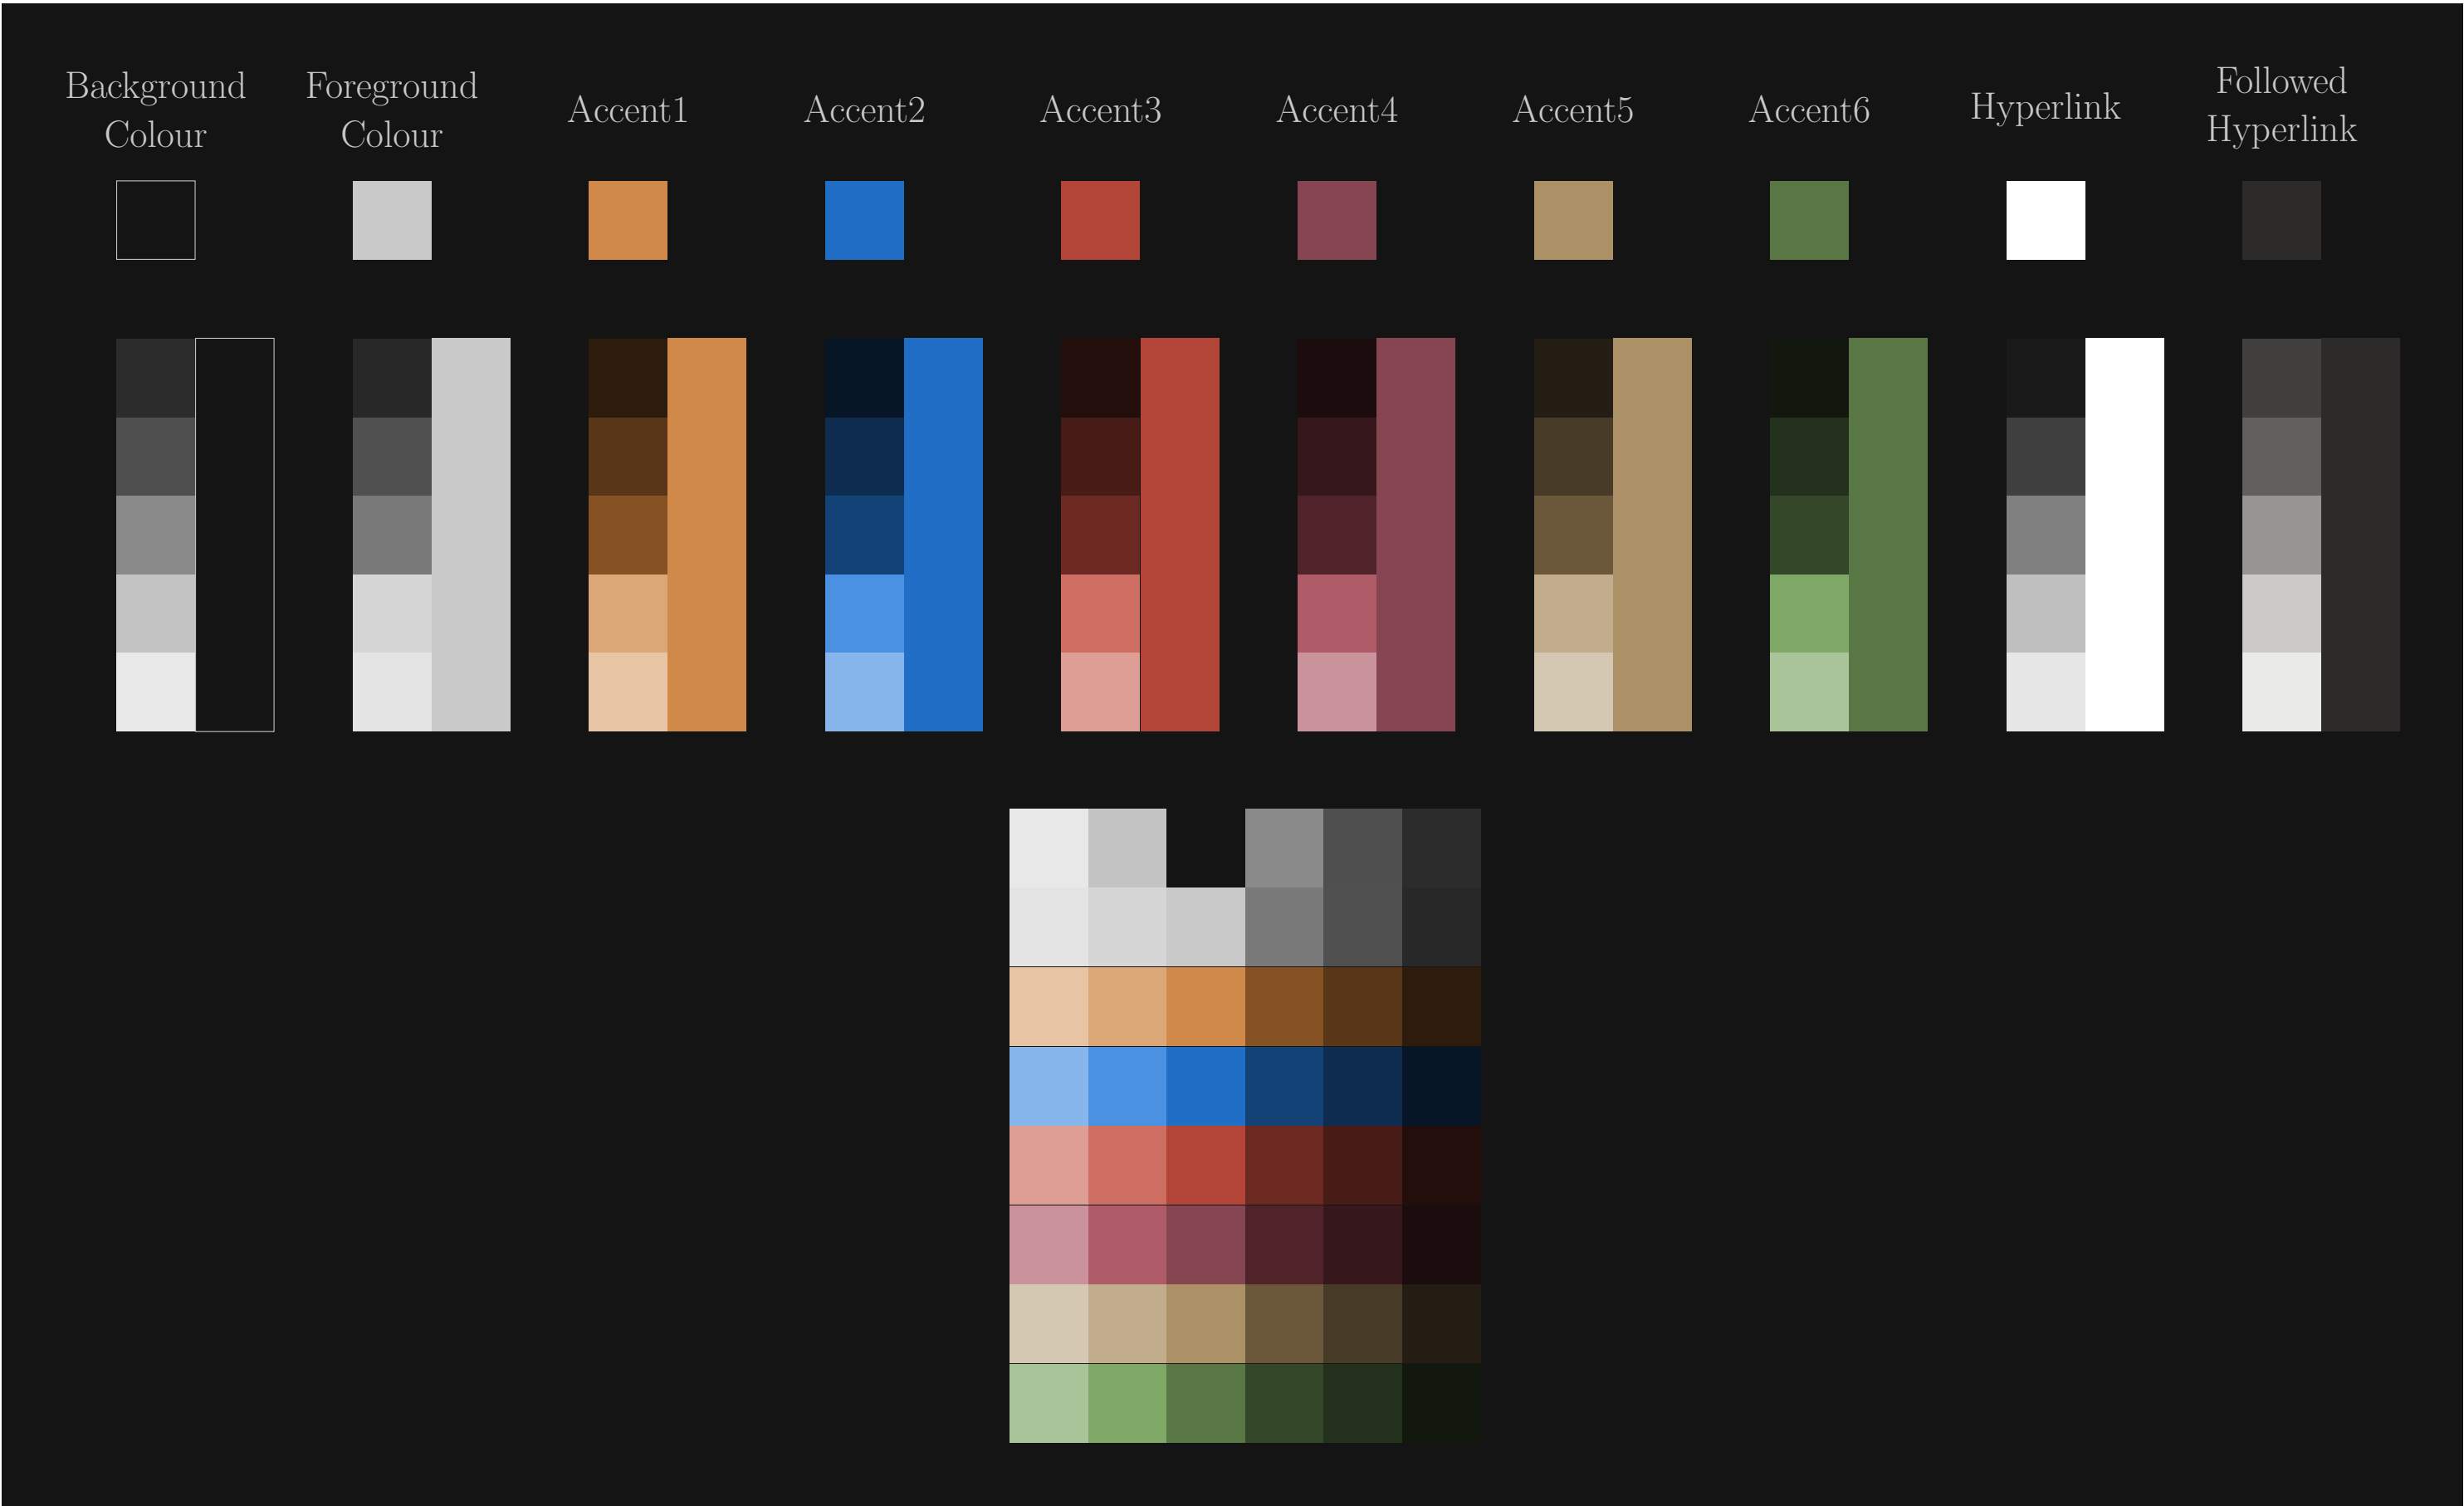 Background
Colour
Foreground
Colour
Accent1
Accent2
Accent3
Accent4
Accent5
Accent6
Hyperlink
Followed
Hyperlink